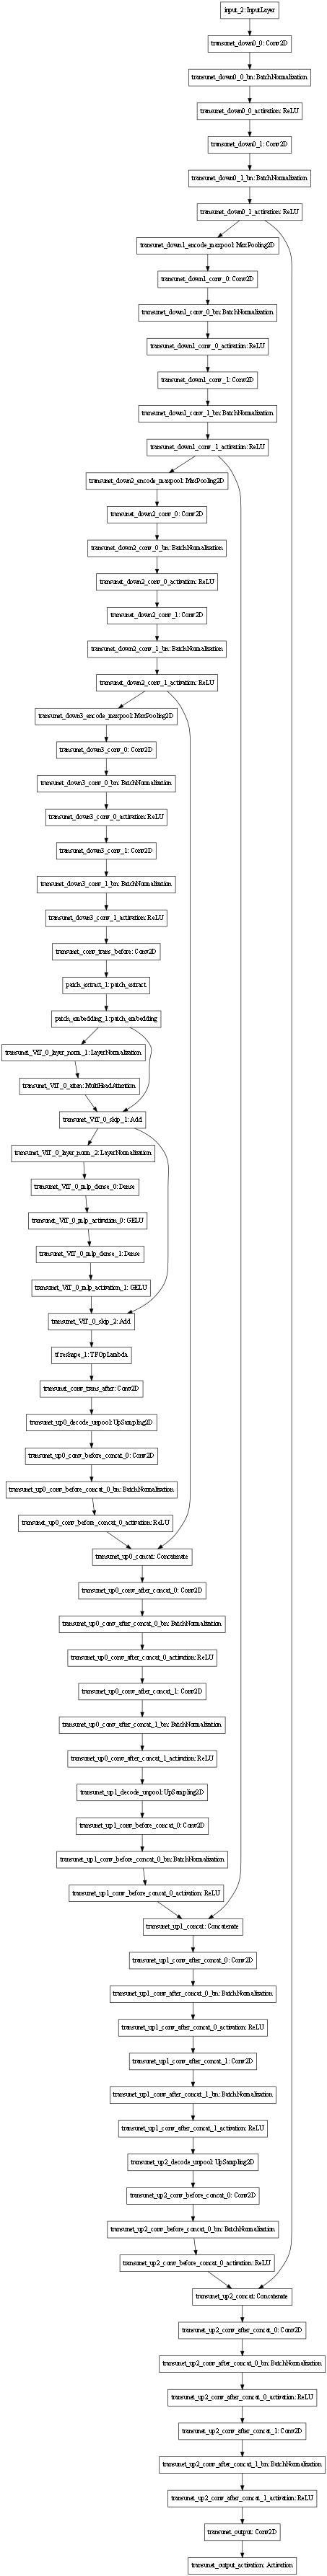 input_2: InputLayer
transunet_down0_0: Conv2D
transunet_down0_0_bn: BatchNormalization
transunet_down0_0_activation: ReLU
transunet_down0_1: Conv2D
transunet_down0_1_bn: BatchNormalization
transunet_down0_1_activation: ReLU
transunet_down1_encode_maxpool: MaxPooling2D
transunet_down1_conv_0: Conv2D
transunet_down1_conv_0_bn: BatchNormalization
transunet_down1_conv_0_activation: ReLU
transunet_down1_conv_1: Conv2D
transunet_down1_conv_1_bn: BatchNormalization
transunet_down1_conv_1_activation: ReLU
transunet_down2_encode_maxpool: MaxPooling2D
transunet_down2_conv_0: Conv2D
transunet_down2_conv_0_bn: BatchNormalization
transunet_down2_conv_0_activation: ReLU
transunet_down2_conv_1: Conv2D
transunet_down2_conv_1_bn: BatchNormalization
transunet_down2_conv_1_activation: ReLU
transunet_down3_encode_maxpool: MaxPooling2D
transunet_down3_conv_0: Conv2D
transunet_down3_conv_0_bn: BatchNormalization
transunet_down3_conv_0_activation: ReLU
transunet_down3_conv_1: Conv2D
transunet_down3_conv_1_bn: BatchNormalization
transunet_down3_conv_1_activation: ReLU
transunet_conv_trans_before: Conv2D
patch_extract_1: patch_extract
patch_embedding_1: patch_embedding
transunet_ViT_0_layer_norm_1: LayerNormalization
transunet_ViT_0_atten: MultiHeadAttention
transunet_ViT_0_skip_1: Add
transunet_ViT_0_layer_norm_2: LayerNormalization
transunet_ViT_0_mlp_dense_0: Dense
transunet_ViT_0_mlp_activation_0: GELU
transunet_ViT_0_mlp_dense_1: Dense
transunet_ViT_0_mlp_activation_1: GELU
transunet_ViT_0_skip_2: Add
tf.reshape_1: TFOpLambda
transunet_conv_trans_after: Conv2D
transunet_up0_decode_unpool: UpSampling2D
transunet_up0_conv_before_concat_0: Conv2D
transunet_up0_conv_before_concat_0_bn: BatchNormalization
transunet_up0_conv_before_concat_0_activation: ReLU
transunet_up0_concat: Concatenate
transunet_up0_conv_after_concat_0: Conv2D
transunet_up0_conv_after_concat_0_bn: BatchNormalization
transunet_up0_conv_after_concat_0_activation: ReLU
transunet_up0_conv_after_concat_1: Conv2D
transunet_up0_conv_after_concat_1_bn: BatchNormalization
transunet_up0_conv_after_concat_1_activation: ReLU
transunet_up1_decode_unpool: UpSampling2D
transunet_up1_conv_before_concat_0: Conv2D
transunet_up1_conv_before_concat_0_bn: BatchNormalization
transunet_up1_conv_before_concat_0_activation: ReLU
transunet_up1_concat: Concatenate
transunet_up1_conv_after_concat_0: Conv2D
transunet_up1_conv_after_concat_0_bn: BatchNormalization
transunet_up1_conv_after_concat_0_activation: ReLU
transunet_up1_conv_after_concat_1: Conv2D
transunet_up1_conv_after_concat_1_bn: BatchNormalization
transunet_up1_conv_after_concat_1_activation: ReLU
transunet_up2_decode_unpool: UpSampling2D
transunet_up2_conv_before_concat_0: Conv2D
transunet_up2_conv_before_concat_0_bn: BatchNormalization
transunet_up2_conv_before_concat_0_activation: ReLU
transunet_up2_concat: Concatenate
transunet_up2_conv_after_concat_0: Conv2D
transunet_up2_conv_after_concat_0_bn: BatchNormalization
transunet_up2_conv_after_concat_0_activation: ReLU
transunet_up2_conv_after_concat_1: Conv2D
transunet_up2_conv_after_concat_1_bn: BatchNormalization
transunet_up2_conv_after_concat_1_activation: ReLU
transunet_output: Conv2D
transunet_output_activation: Activation